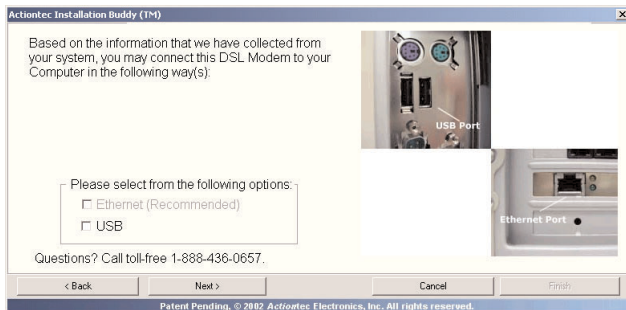 Actiontec Installation Buddy (TM)
Based on the information that we have collected from
your system, you may connect this DSL Modem to your
Computer in the following way(s):
USB Port
Ethernet Port
Please select from the following options:
Ethernet (Recommended)
USB
Questions? Call toll-free 1-888-436-0657.
< Back
Next >
Cancel
Finish
Patent Pending, © 2002 Actiontec Electronics, Inc. All rights reserved.